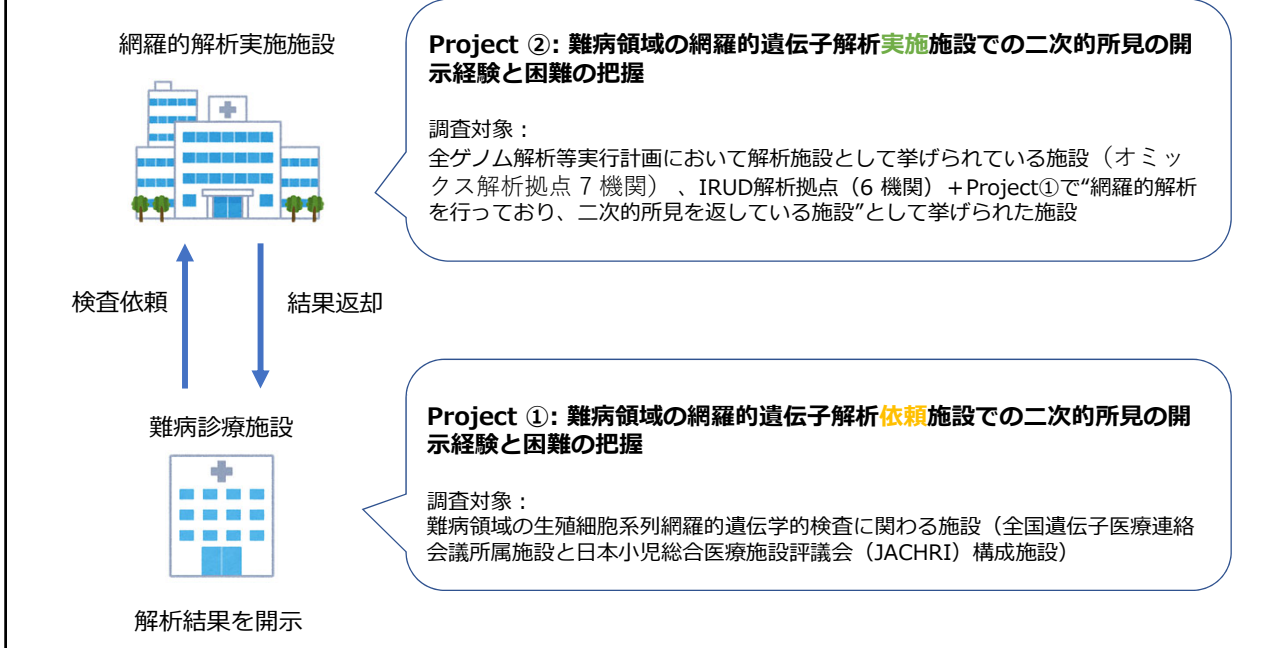 網羅的解析実施施設
Project ②: 難病領域の網羅的遺伝子解析実施施設での二次的所見の開
示経験と困難の把握
調査対象：
全ゲノム解析等実行計画において解析施設として挙げられている施設（オミッ
クス解析拠点 7 機関） 、IRUD解析拠点（6 機関）＋Project①で“網羅的解析
を行っており、二次的所見を返している施設”として挙げられた施設
検査依頼
結果返却
難病診療施設
Project ①: 難病領域の網羅的遺伝子解析依頼施設での二次的所見の開
示経験と困難の把握
調査対象：
難病領域の生殖細胞系列網羅的遺伝学的検査に関わる施設（全国遺伝子医療連絡
会議所属施設と日本小児総合医療施設評議会（JACHRI）構成施設）
解析結果を開示